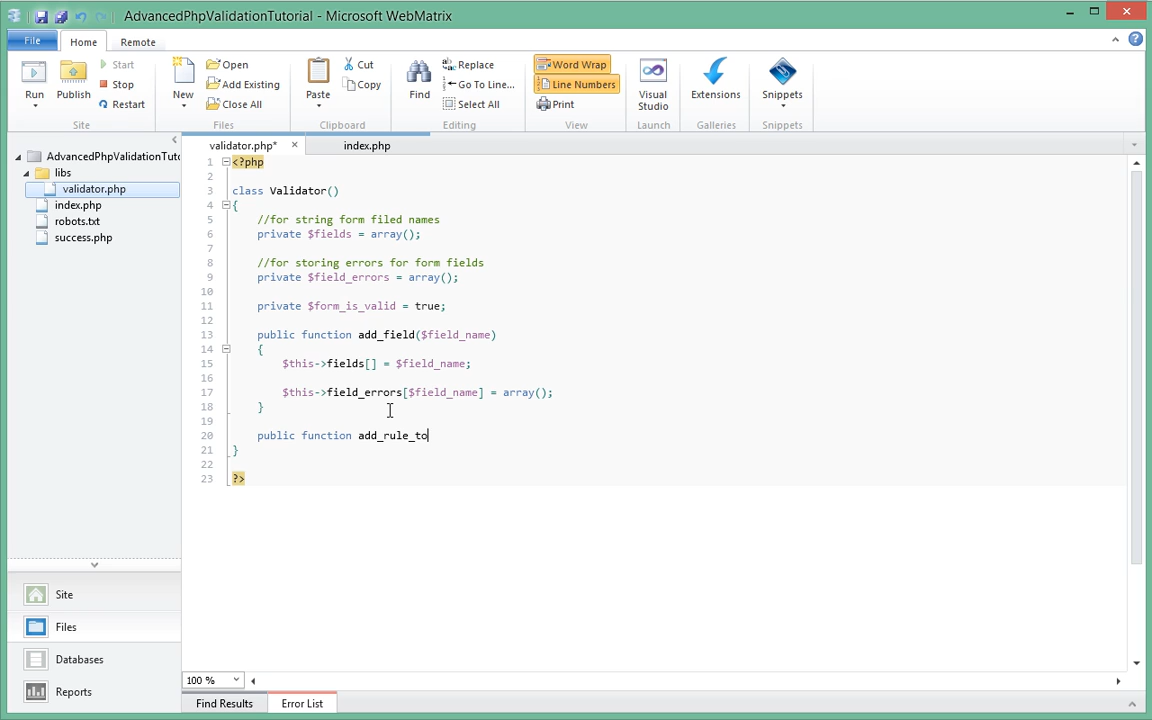 AdvancedPhpValidationTutorial - Microsoft WebMatrix
File Home Remote
Run
Publish
Start
Stop
Restart
Site
New
Open
Add Existing
Close All
Files
Paste
Cut
Copy
Clipboard
Find
Replace
Go To Line...
Select All
Editing
Word Wrap
Line Numbers
Print
View
Visual
Studio
Launch
Extensions
Galleries
Snippets
Snippets
AdvancedPhpValidationTuto
libs
validator.php
index.php
robots.txt
success.php
Site
Files
Databases
Reports
validator.php* × index.php
1 <?php
2
3 class Validator()
4 {
5 //for string form filed names
6 private $fields = array();
7
8 //for storing errors for form fields
9 private $field_errors = array();
10
11 private $form_is_valid = true;
12
13 public function add_field($field_name)
14 {
15 $this->fields[] = $field_name;
16
17 $this->field_errors[$field_name] = array();
18 }
19
20 public function add_rule_to
21 }
22
23 ?>
100 %
Find Results Error List